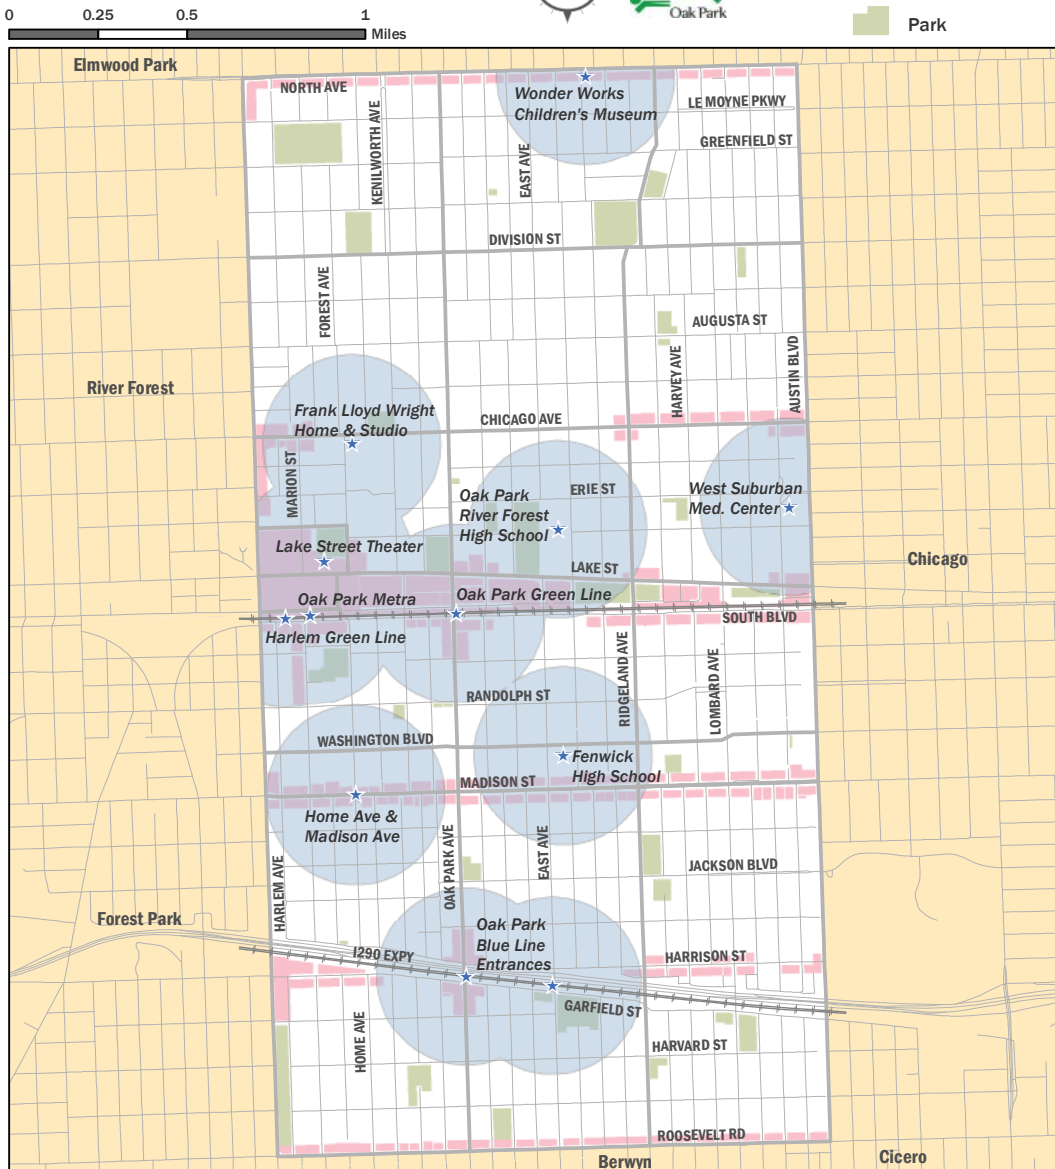 0 0.25 0.5 1
Miles
Oak Park
Park
Elmwood Park
NORTH AVE
KENILWORTH AVE
Wonder Works
Children's Museum
LE MOYNE PKWY
GREENFIELD ST
EAST AVE
DIVISION ST
FOREST AVE
AUGUSTA ST
HARVEY AVE
AUSTIN BLVD
River Forest
Frank Lloyd Wright
Home & Studio
CHICAGO AVE
MARION ST
Oak Park
River Forest
High School
ERIE ST
West Suburban
Med. Center
Lake Street Theater
LAKE ST
Chicago
Oak Park Metra
Oak Park Green Line
Harlem Green Line
SOUTH BLVD
RIDGELAND AVE
LOMBARD AVE
RANDOLPH ST
WASHINGTON BLVD
Fenwick
High School
MADISON ST
Home Ave &
Madison Ave
HARLEM AVE
OAK PARK AVE
EAST AVE
JACKSON BLVD
Forest Park
Oak Park
Blue Line
Entrances
I290 EXPY
HARRISON ST
GARFIELD ST
HOME AVE
HARVARD ST
ROOSEVELT RD
Berwyn
Cicero